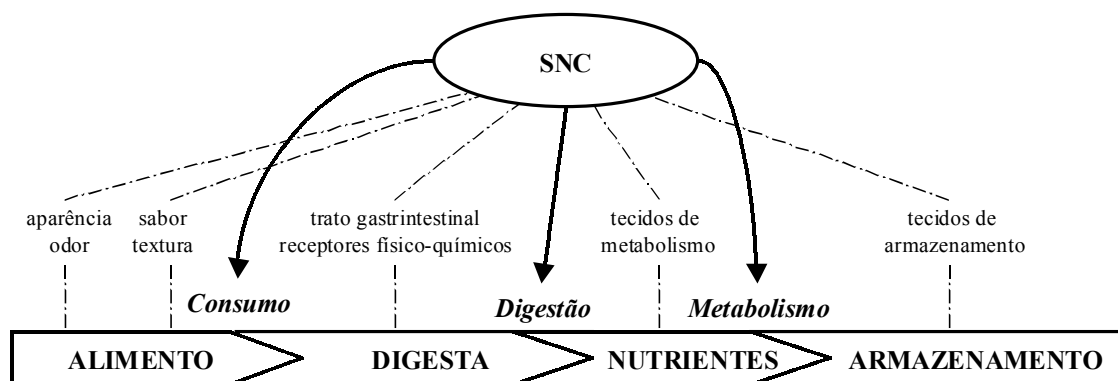 SNC
aparência
odor
sabor
textura
trato gastrintestinal
receptores físico-químicos
tecidos de
metabolismo
tecidos de
armazenamento
Consumo
Digestão
Metabolismo
ALIMENTO
DIGESTA
NUTRIENTES
ARMAZENAMENTO